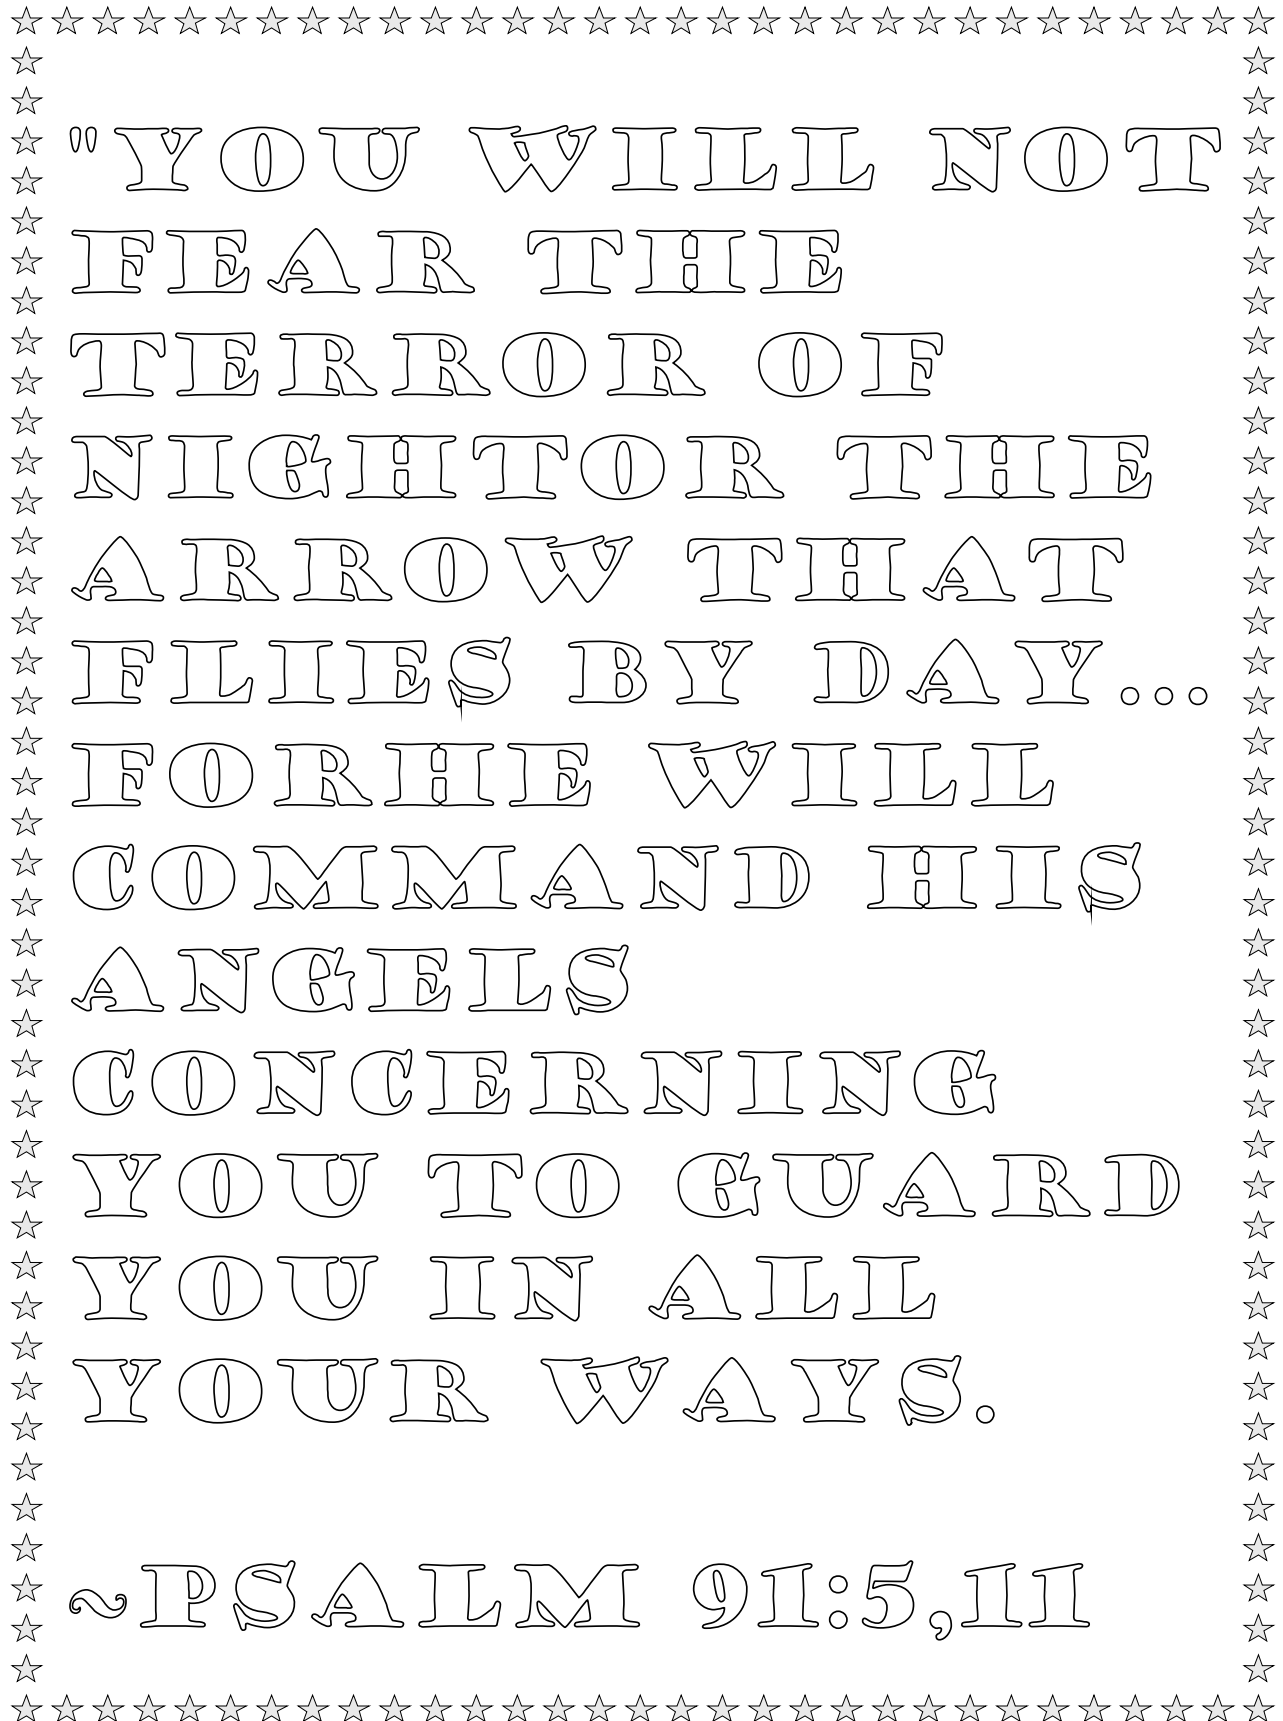 "YOU WILL NOT
FEAR THE
TERROR OF
NIGHTOR THE
ARROW THAT
FLIES BY DAY...
FORHE WILL
COMMAND HIS
ANGELS
CONCERNING
YOU TO GUARD
YOU IN ALL
YOUR WAYS.
~PSALM 91:5,11